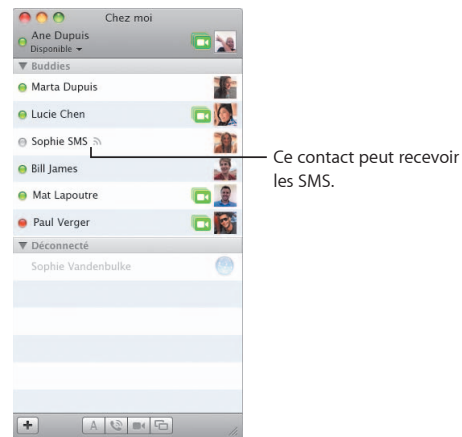 Chez moi
Ane Dupuis
Disponible
Buddies
Marta Dupuis
Lucie Chen
Sophie SMS
Bill James
Mat Lapoutre
Paul Verger
Déconnecté
Sophie Vandenbulke
A
Ce contact peut recevoir
les SMS.